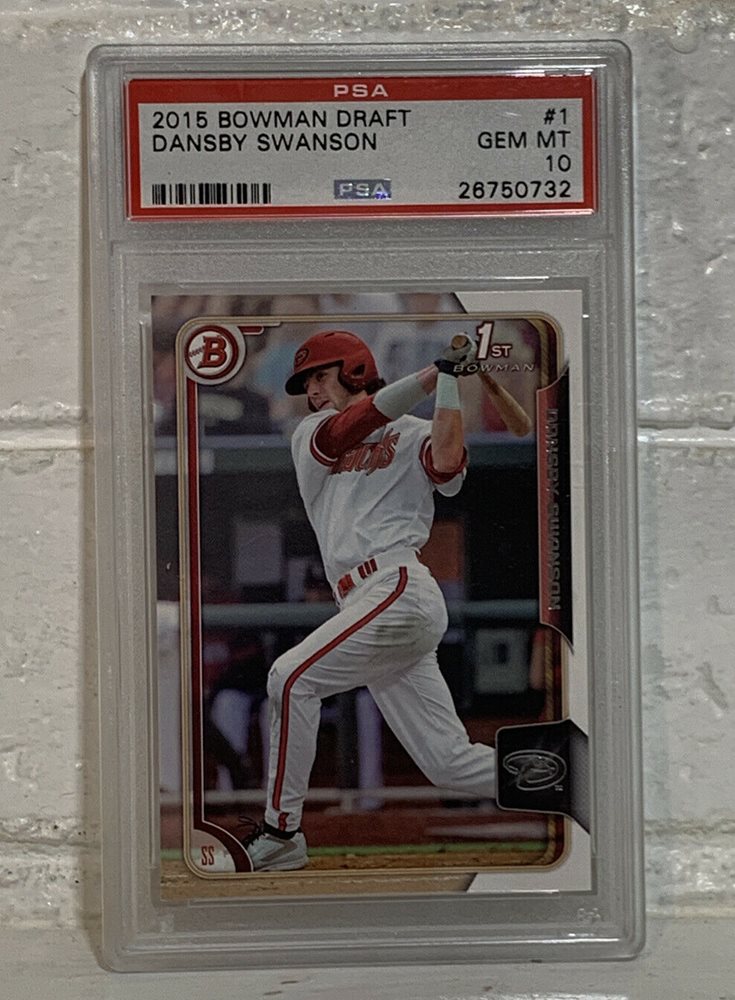 PSA
2015 BOWMAN DRAFT #1
DANSBY SWANSON GEM MT
10
PSA 26750732
B
1ST
BOWMAN
DANSBY SWANSON
SS